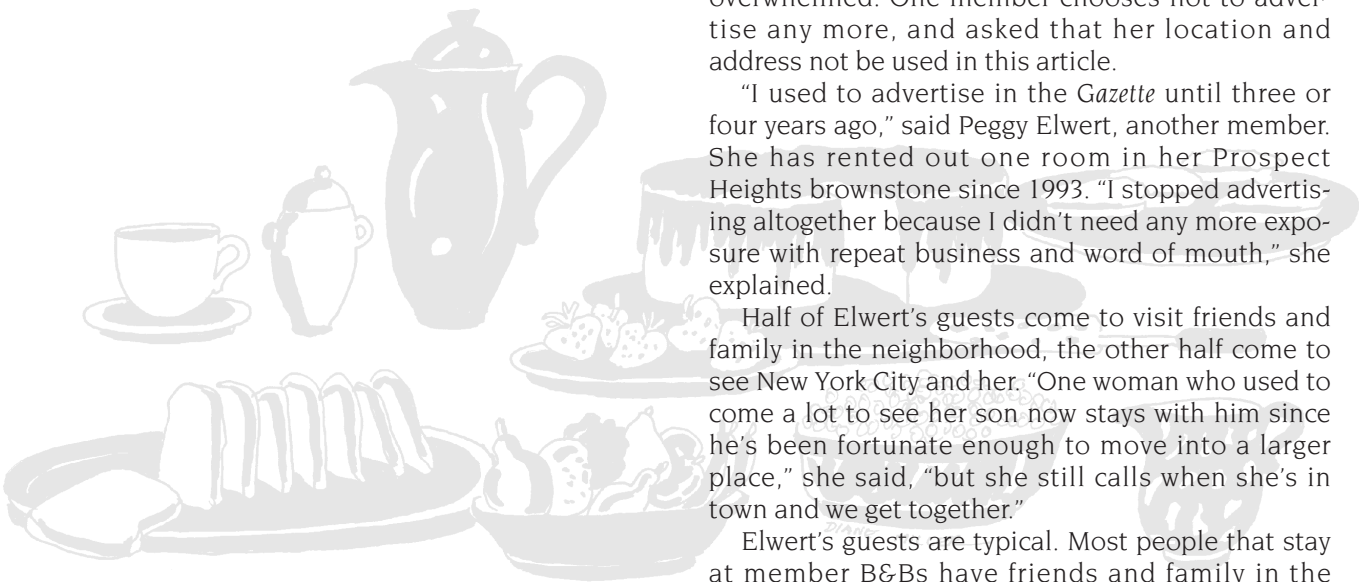 tise any more, and asked that her location and
address not be used in this article.
"I used to advertise in the Gazette until three or
four years ago," said Peggy Elwert, another member.
She has rented out one room in her Prospect
Heights brownstone since 1993. "I stopped advertis-
ing altogether because I didn't need any more expo-
sure with repeat business and word of mouth," she
explained.
Half of Elwert's guests come to visit friends and
family in the neighborhood, the other half come to
see New York City and her. "One woman who used to
come a lot to see her son now stays with him since
he's been fortunate enough to move into a larger
place," she said, "but she still calls when she's in
town and we get together."
DIANE
Elwert's guests are typical. Most people that stay
at member B&Bs have friends and family in the